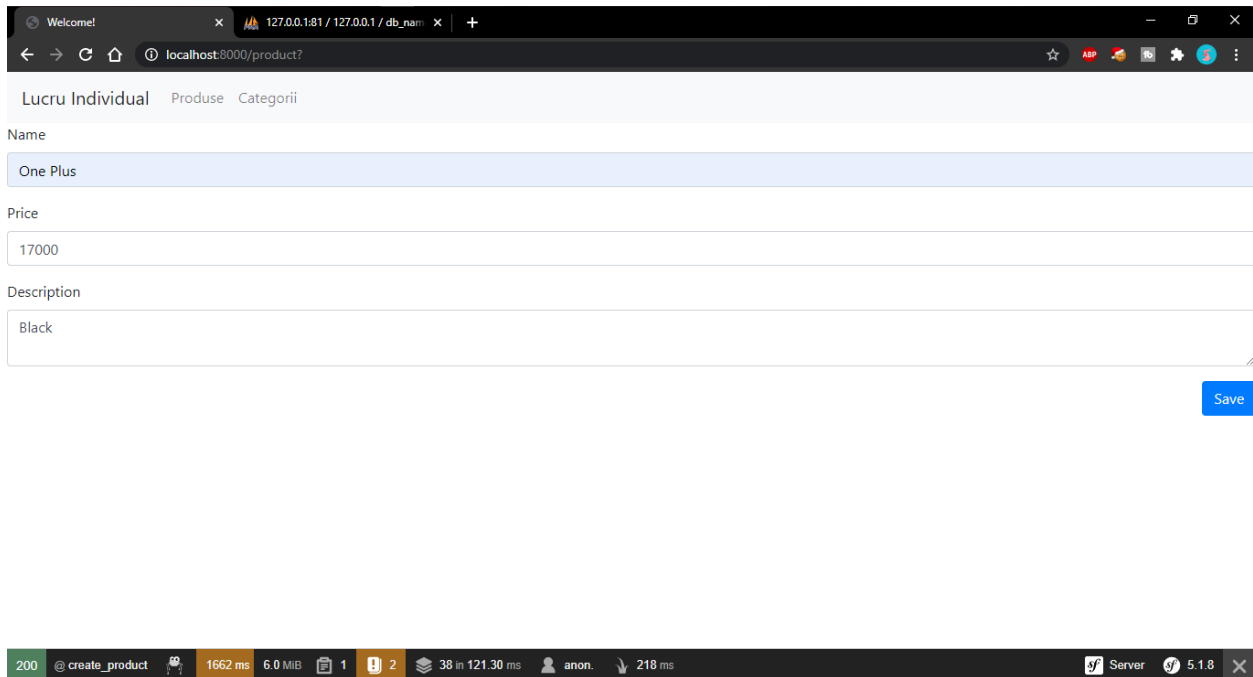 Welcome!
127.0.0.1:81 / 127.0.0.1 / db_nam
localhost:8000/product?
ABP
Lucru Individual Produse Categorii
Name
One Plus
Price
17000
Description
Black
Save
200 @ create_product 1662 ms 6.0 MiB 1 2 38 in 121.30 ms anon. 218 ms sf Server sf 5.1.8